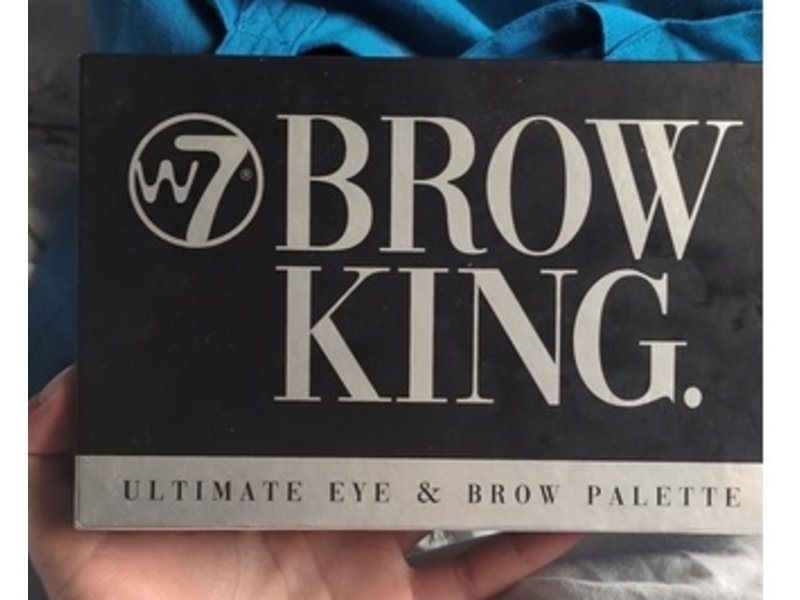 W7® BROW
KING.
ULTIMATE EYE & BROW PALETTE